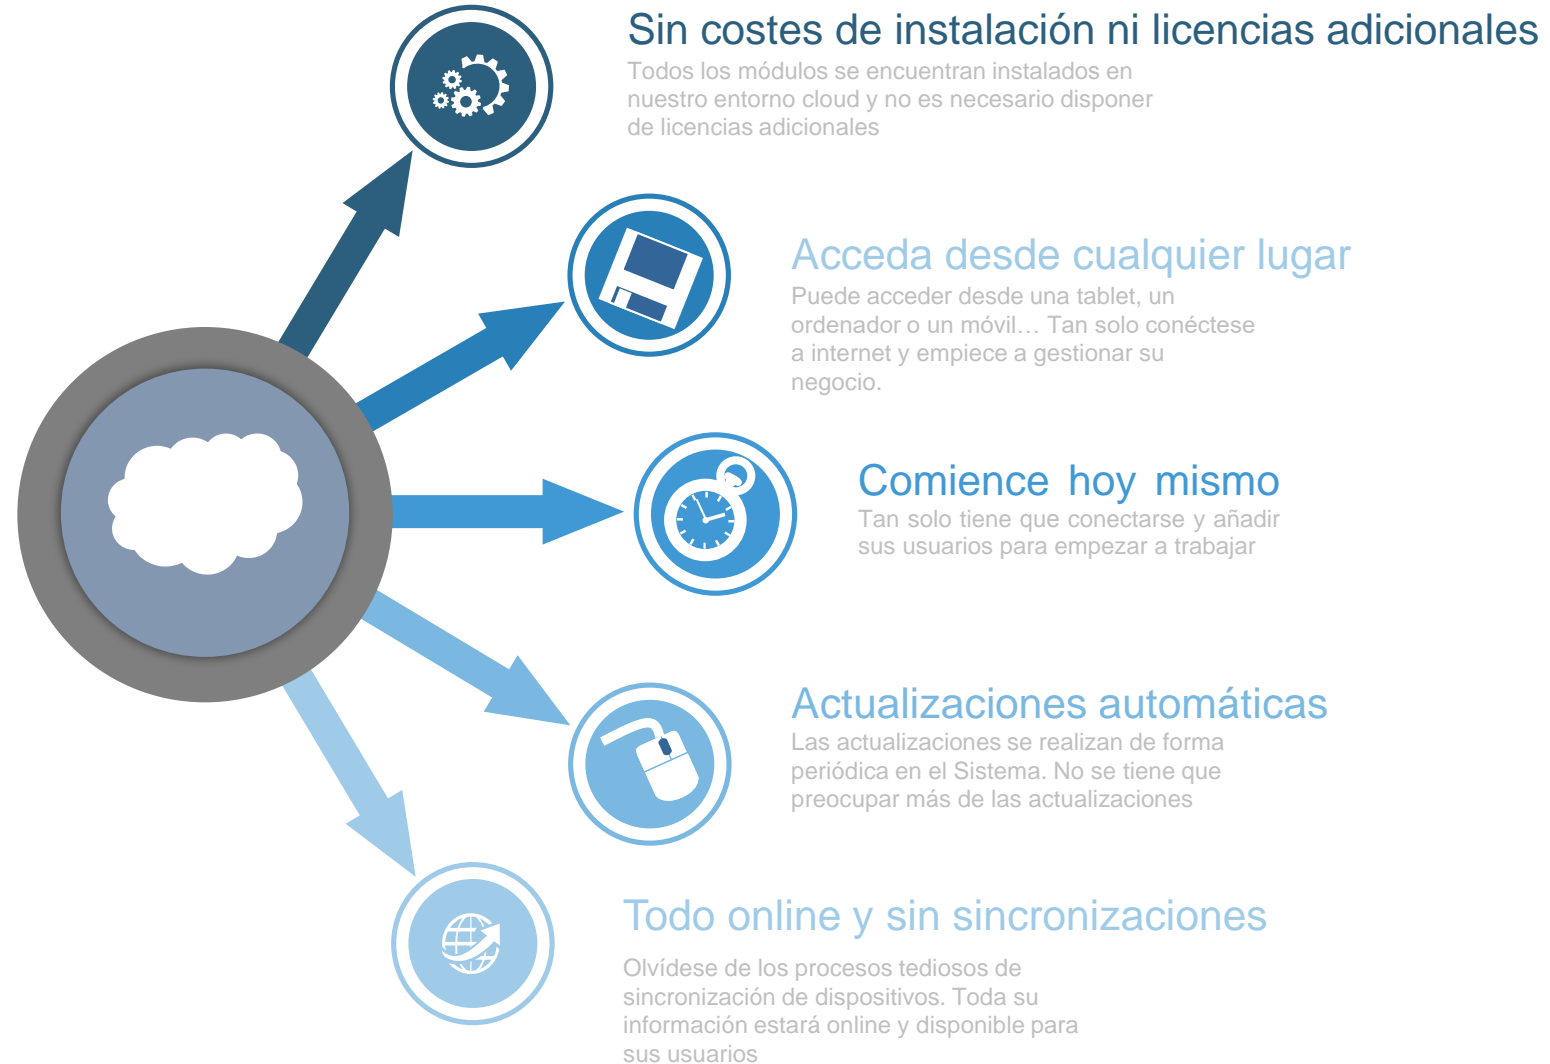 Sin costes de instalación ni licencias adicionales
Todos los módulos se encuentran instalados en
nuestro entorno cloud y no es necesario disponer
de licencias adicionales
Acceda desde cualquier lugar
Puede acceder desde una tablet, un
ordenador o un móvil… Tan solo conéctese
a internet y empiece a gestionar su
negocio.
Comience hoy mismo
Tan solo tiene que conectarse y añadir
sus usuarios para empezar a trabajar
Actualizaciones automáticas
Las actualizaciones se realizan de forma
periódica en el Sistema. No se tiene que
preocupar más de las actualizaciones
Todo online y sin sincronizaciones
Olvídese de los procesos tediosos de
sincronización de dispositivos. Toda su
información estará online y disponible para
sus usuarios